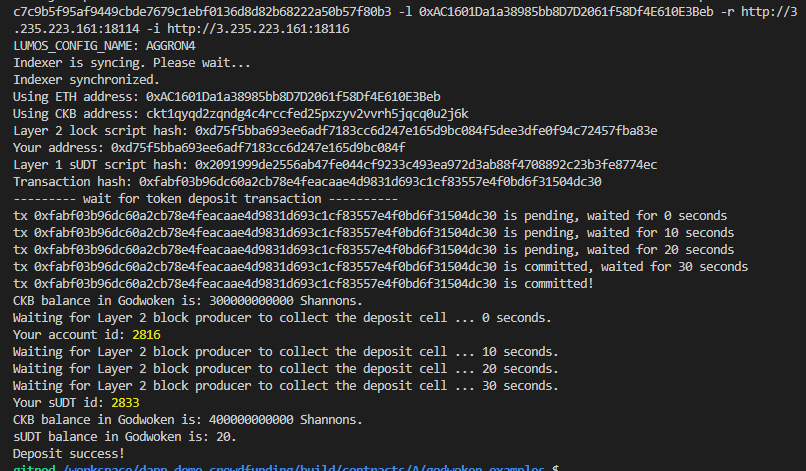 c7c9b5f95af9449cbde7679c1ebf0136d8d82b68222a50b57f80b3 -l 0xAC1601Da1a38985bb8D7D2061f58Df4E610E3Beb -r http://3
.235.223.161:18114 -i http://3.235.223.161:18116
LUMOS_CONFIG_NAME: AGGRON4
Indexer is syncing. Please wait...
Indexer synchronized.
Using ETH address: 0xAC1601Da1a38985bb8D7D2061f58Df4E610E3Beb
Using CKB address: ckt1qyqd2zqndg4c4rccfed25pxzyv2vvrh5jqcq0u2j6k
Layer 2 lock script hash: 0xd75f5bba693ee6adf7183cc6d247e165d9bc084f5dee3dfe0f94c72457fba83e
Your address: 0xd75f5bba693ee6adf7183cc6d247e165d9bc084f
Layer 1 sUDT script hash: 0x2091999de2556ab47fe044cf9233c493ea972d3ab88f4708892c23b3fe8774ec
Transaction hash: 0xfabf03b96dc60a2cb78e4feacaae4d9831d693c1cf83557e4f0bd6f31504dc30
--------- wait for token deposit transaction ----------
tx 0xfabf03b96dc60a2cb78e4feacaae4d9831d693c1cf83557e4f0bd6f31504dc30 is pending, waited for 0 seconds
tx 0xfabf03b96dc60a2cb78e4feacaae4d9831d693c1cf83557e4f0bd6f31504dc30 is pending, waited for 10 seconds
tx 0xfabf03b96dc60a2cb78e4feacaae4d9831d693c1cf83557e4f0bd6f31504dc30 is pending, waited for 20 seconds
tx 0xfabf03b96dc60a2cb78e4feacaae4d9831d693c1cf83557e4f0bd6f31504dc30 is committed, waited for 30 seconds
tx 0xfabf03b96dc60a2cb78e4feacaae4d9831d693c1cf83557e4f0bd6f31504dc30 is committed!
CKB balance in Godwoken is: 300000000000 Shannons.
Waiting for Layer 2 block producer to collect the deposit cell ... 0 seconds.
Your account id: 2816
Waiting for Layer 2 block producer to collect the deposit cell ... 10 seconds.
Waiting for Layer 2 block producer to collect the deposit cell ... 20 seconds.
Waiting for Layer 2 block producer to collect the deposit cell ... 30 seconds.
Your sUDT id: 2833
CKB balance in Godwoken is: 400000000000 Shannons.
sUDT balance in Godwoken is: 20.
Deposit success!
gitpod /workspace/dapp-demo-crowdfunding/build/contracts/A/godwoken-examples $